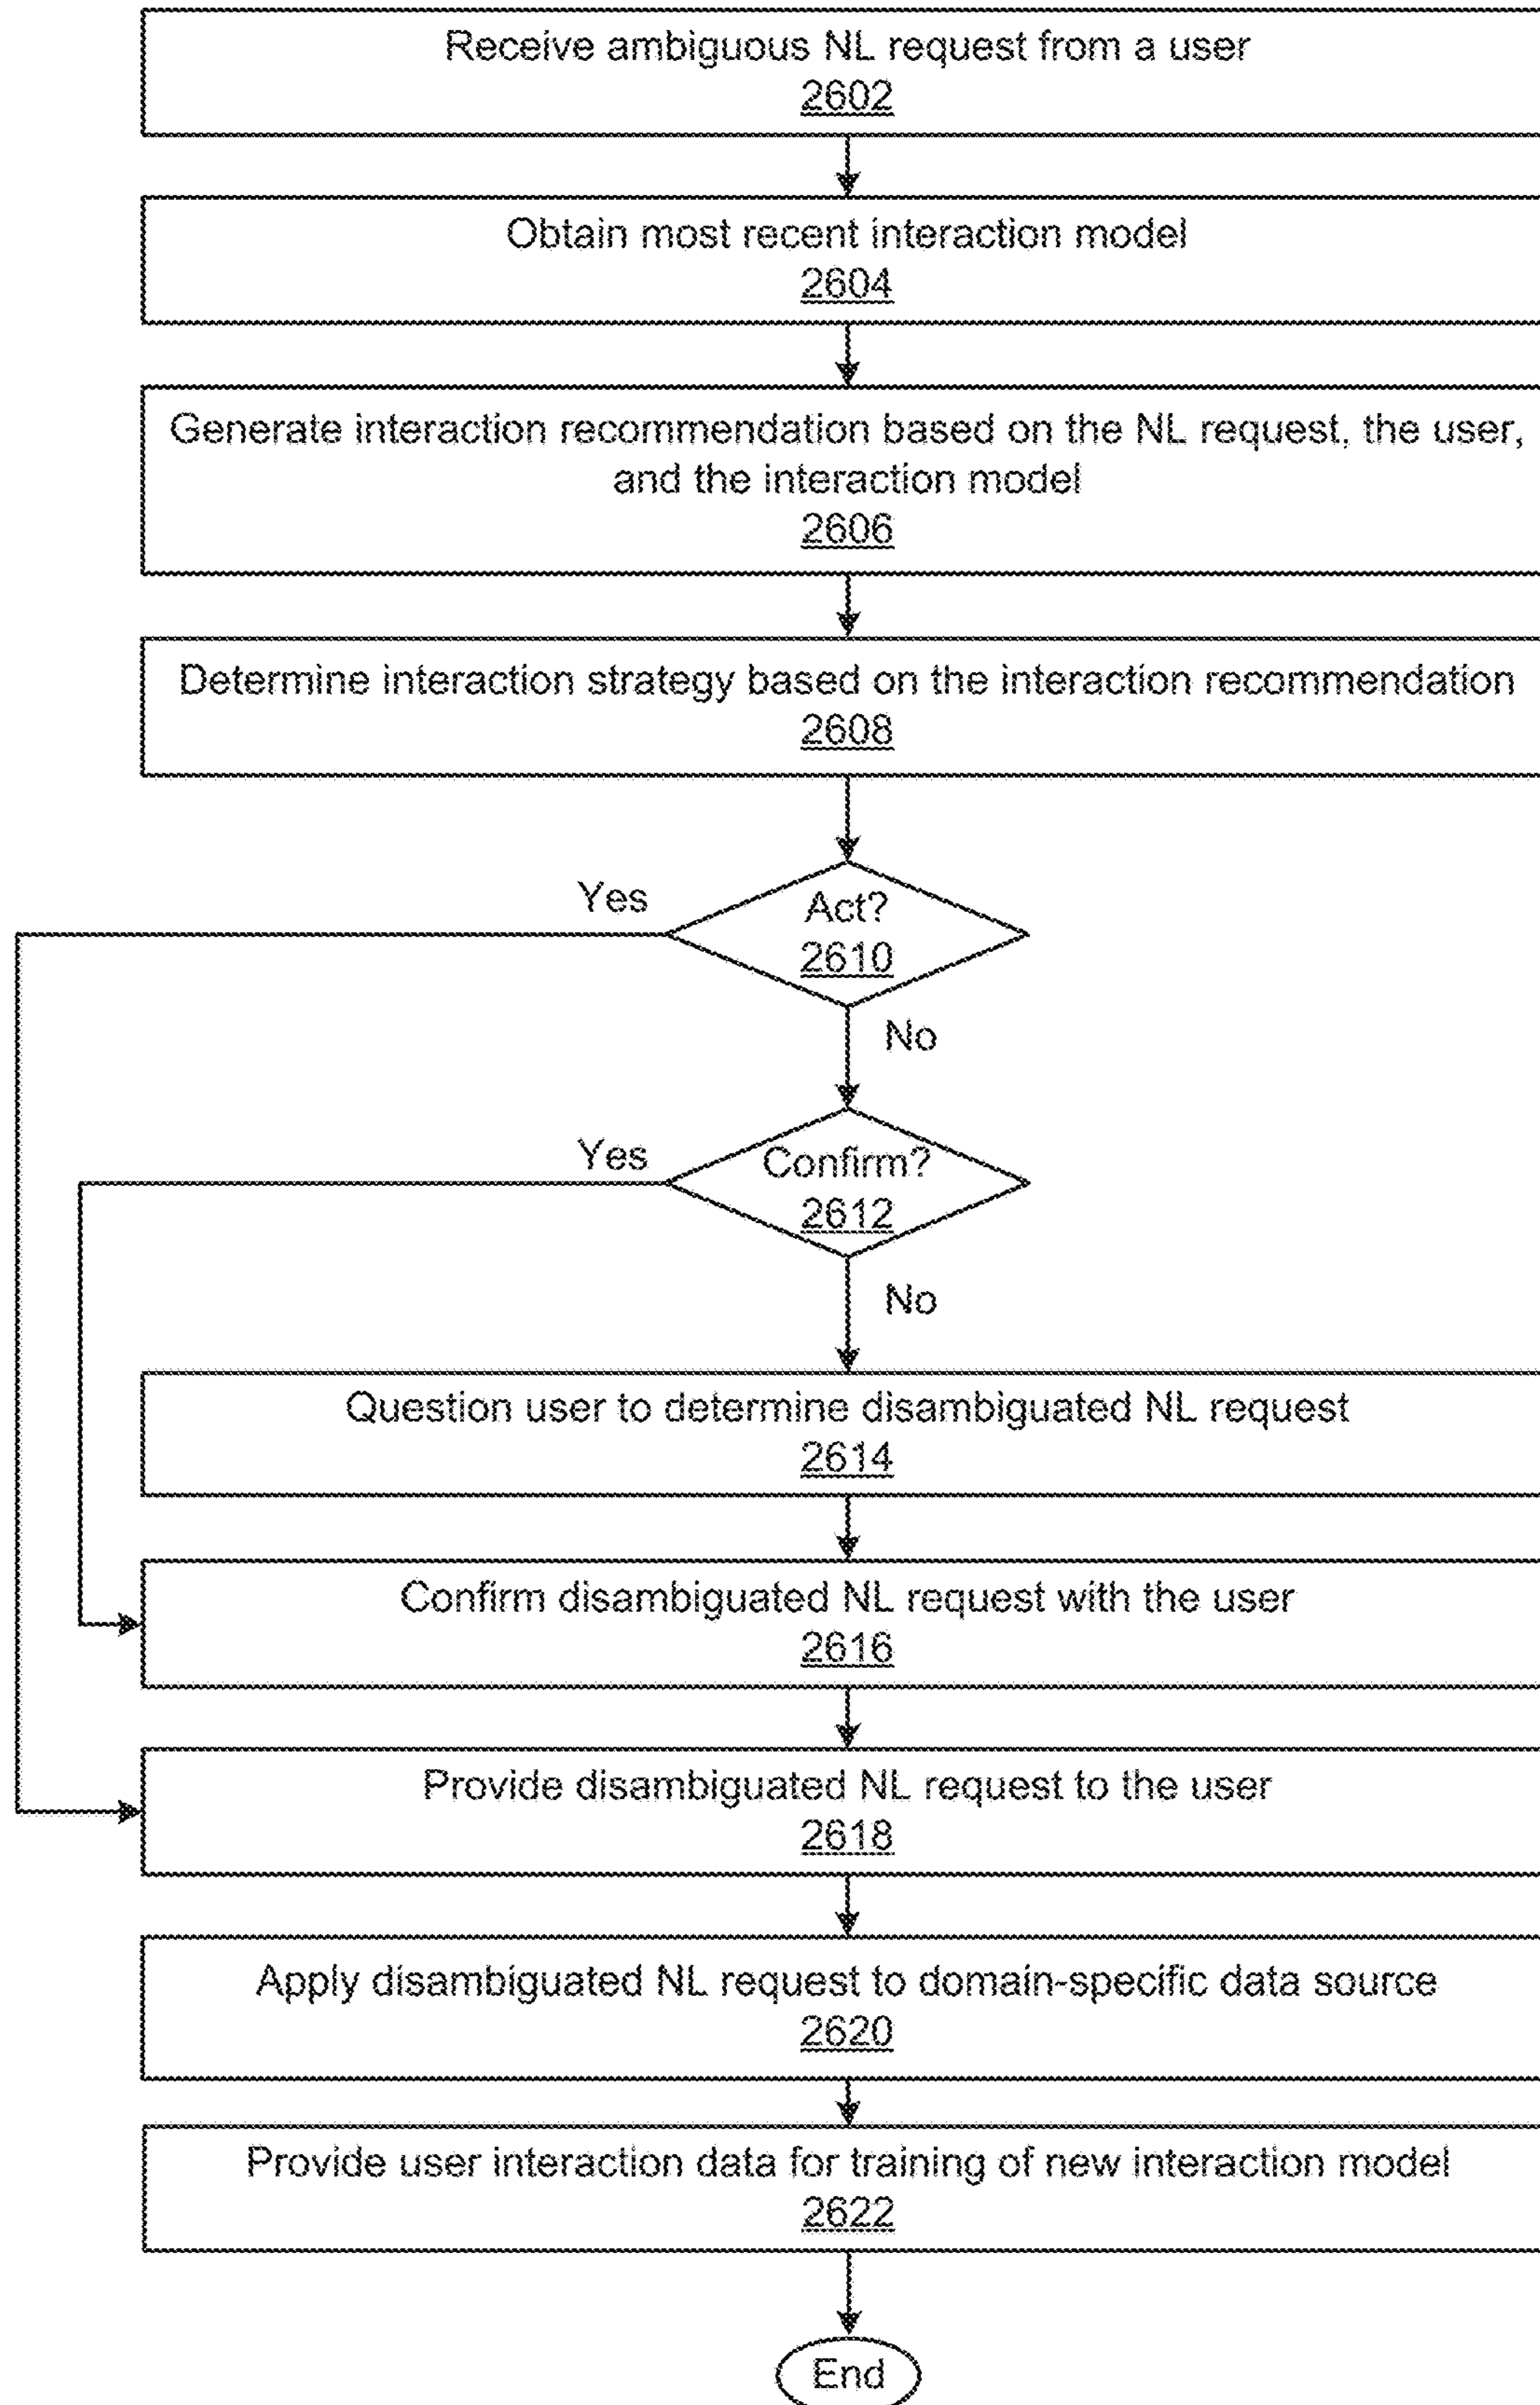 Receive ambiguous NL request from a user
2602
Obtain most recent interaction model
2604
Generate interaction recommendation based on the NL request, the user,
and the interaction model
2606
Determine interaction strategy based on the interaction recommendation
2608
Yes
Act?
2610
No
Yes
Confirm?
2612
No
Question user to determine disambiguated NL request
2614
Confirm disambiguated NL request with the user
2616
Provide disambiguated NL request to the user
2618
Apply disambiguated NL request to domain-specific data source
2620
Provide user interaction data for training of new interaction model
2622
End